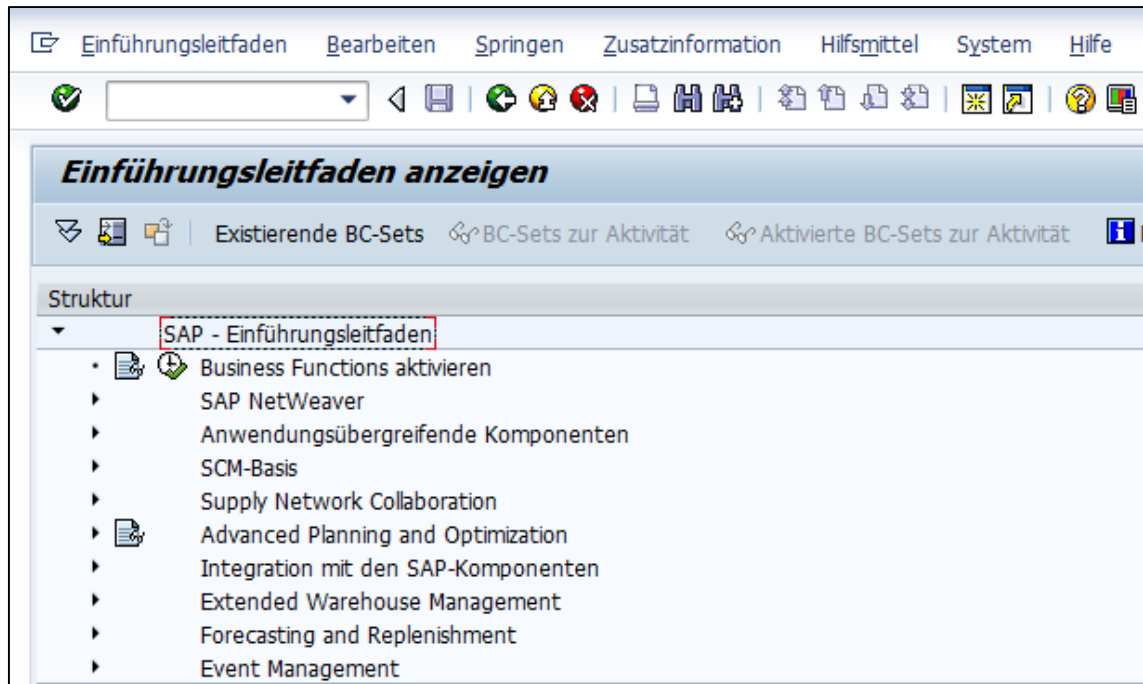 Einführungsleitfaden Bearbeiten Springen Zusatzinformation Hilfsmittel System Hilfe
Einführungsleitfaden anzeigen
Existierende BC-Sets BC-Sets zur Aktivität Aktivierte BC-Sets zur Aktivität
Struktur
SAP - Einführungsleitfaden
Business Functions aktivieren
SAP NetWeaver
Anwendungsübergreifende Komponenten
SCM-Basis
Supply Network Collaboration
Advanced Planning and Optimization
Integration mit den SAP-Komponenten
Extended Warehouse Management
Forecasting and Replenishment
Event Management